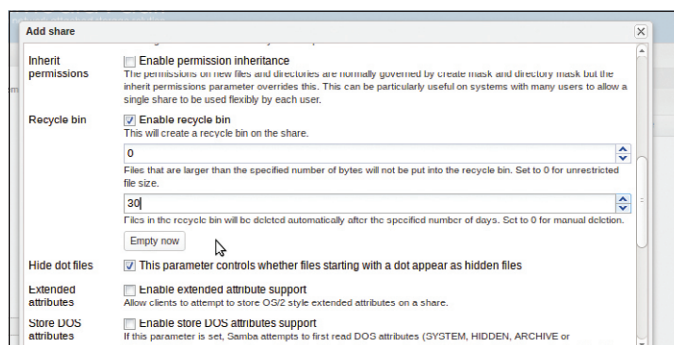 Add share
Inherit permissions
Enable permission inheritance
The permissions on new files and directories are normally governed by create mask and directory mask but the
inherit permissions parameter overrides this. This can be particularly useful on systems with many users to allow a
single share to be used flexibly by each user.
Recycle bin
Enable recycle bin
This will create a recycle bin on the share.
0
Files that are larger than the specified number of bytes will not be put into the recycle bin. Set to 0 for unrestricted
file size.
30
Files in the recycle bin will be deleted automatically after the specified number of days. Set to 0 for manual deletion.
Empty now
Hide dot files
This parameter controls whether files starting with a dot appear as hidden files
Extended attributes
Enable extended attribute support
Allow clients to attempt to store OS/2 style extended attributes on a share.
Store DOS attributes
Enable store DOS attributes support
If this parameter is set, Samba attempts to first read DOS attributes (SYSTEM, HIDDEN, ARCHIVE or